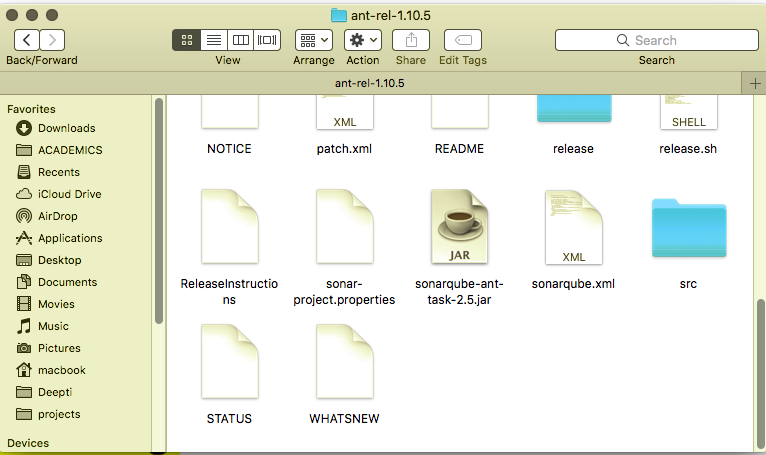 ant-rel-1.10.5
Search
Back/Forward
View
Arrange
Action
Share
Edit Tags
Search
ant-rel-1.10.5
Favorites
Downloads
ACADEMICS
Recents
iCloud Drive
AirDrop
Applications
Desktop
Documents
Movies
Music
Pictures
macbook
Deepti
projects
Devices
XML
SHELL
NOTICE
patch.xml
README
release
release.sh
JAR
XML
ReleaseInstructio
ns
sonar-
project.properties
sonarqube-ant-
task-2.5.jar
sonarqube.xml
src
STATUS
WHATSNEW